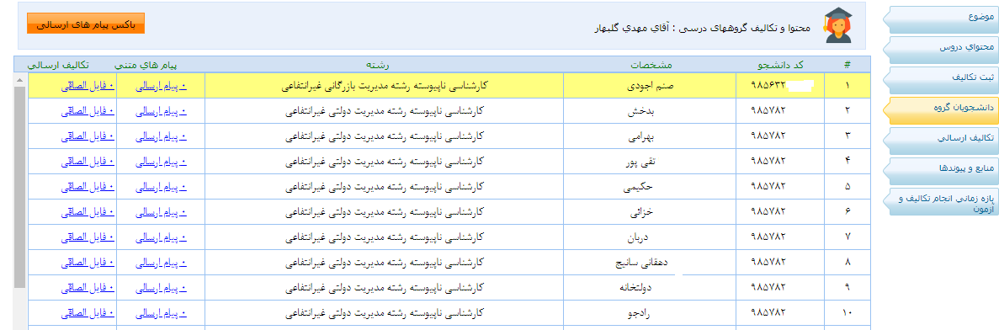 محتوا و تکالیف گروههای درسی : آقاي مهدي گلبهار
باکس پیام های ارسالی
موضوع
محتواي دروس
ثبت تکالیف
دانشجویان گروه
تکالیف ارسالي
منابع و پیوندها
بازه زماني انجام تکالیف و
آزمون
# کد دانشجو مشخصات رشته پیام هاي متني تکالیف ارسالي
۱ ۹۸۵۶۳۲ صنم اجودی کارشناسی ناپیوسته رشته مدیریت بازرگانی غیرانتفاعی ۰ پیام ارسالی ۰ فایل الصاقی
۲ ۹۸۵۷۸۲ بدخش کارشناسی ناپیوسته رشته مدیریت دولتی غیرانتفاعی ۰ پیام ارسالی ۰ فایل الصاقی
۳ ۹۸۵۷۸۲ بهرامی کارشناسی ناپیوسته رشته مدیریت دولتی غیرانتفاعی ۰ پیام ارسالی ۰ فایل الصاقی
۴ ۹۸۵۷۸۲ تقی پور کارشناسی ناپیوسته رشته مدیریت دولتی غیرانتفاعی ۰ پیام ارسالی ۰ فایل الصاقی
۵ ۹۸۵۷۸۲ حکیمی کارشناسی ناپیوسته رشته مدیریت دولتی غیرانتفاعی ۰ پیام ارسالی ۰ فایل الصاقی
۶ ۹۸۵۷۸۲ خزائی کارشناسی ناپیوسته رشته مدیریت دولتی غیرانتفاعی ۰ پیام ارسالی ۰ فایل الصاقی
۷ ۹۸۵۷۸۲ دربان کارشناسی ناپیوسته رشته مدیریت دولتی غیرانتفاعی ۰ پیام ارسالی ۰ فایل الصاقی
۸ ۹۸۵۷۸۲ دهقانی سانیج کارشناسی ناپیوسته رشته مدیریت دولتی غیرانتفاعی ۰ پیام ارسالی ۰ فایل الصاقی
۹ ۹۸۵۷۸۲ دولتخانه کارشناسی ناپیوسته رشته مدیریت دولتی غیرانتفاعی ۰ پیام ارسالی ۰ فایل الصاقی
۱۰ ۹۸۵۷۸۲ رادجو کارشناسی ناپیوسته رشته مدیریت دولتی غیرانتفاعی ۰ پیام ارسالی ۰ فایل الصاقی